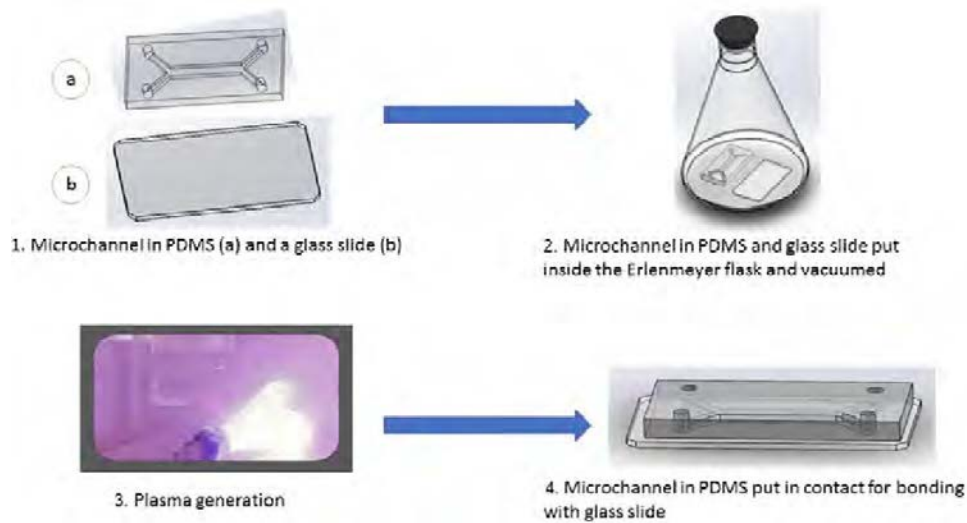 a
b
1. Microchannel in PDMS (a) and a glass slide (b)
2. Microchannel in PDMS and glass slide put
inside the Erlenmeyer flask and vacuumed
3. Plasma generation
4. Microchannel in PDMS put in contact for bonding
with glass slide